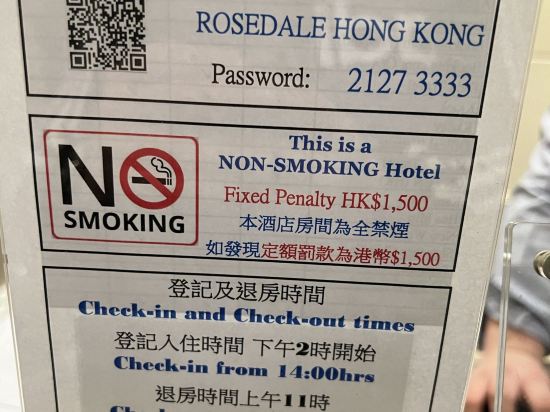 ROSEDALE HONG KONG
Password: 2127 3333
NO
SMOKING
This is a
NON-SMOKING Hotel
Fixed Penalty HK$1,500
本酒店房間為全禁煙
如發現定額罰款為港幣$1,500
登記及退房時間
Check-in and Check-out times
登記入住時間 下午2時開始
Check-in from 14:00hrs
退房時間上午11時